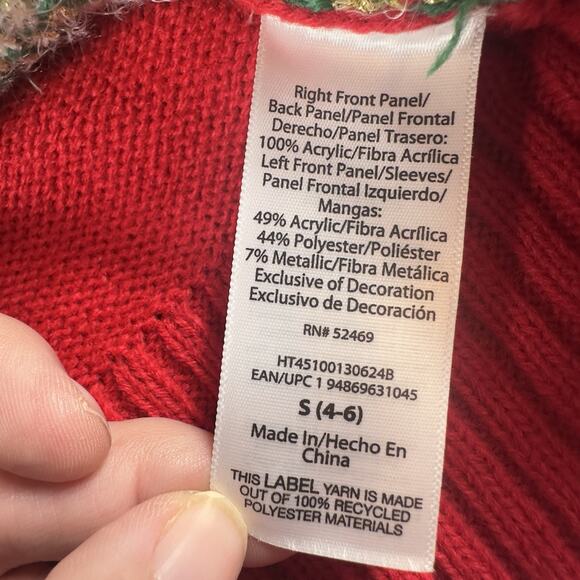 Right Front Panel/
Back Panel/Panel Frontal
Derecho/Panel Trasero:
100% Acrylic/Fibra Acrílica
Left Front Panel/Sleeves/
Panel Frontal Izquierdo/
Mangas:
49% Acrylic/Fibra Acrílica
44% Polyester/Poliéster
7% Metallic/Fibra Metálica
Exclusive of Decoration
Exclusivo de Decoración
RN# 52469
HT45100130624B
EAN/UPC 1 94869631045
S (4-6)
Made In/Hecho En
China
THIS LABEL YARN IS MADE
OUT OF 100% RECYCLED
POLYESTER MATERIALS